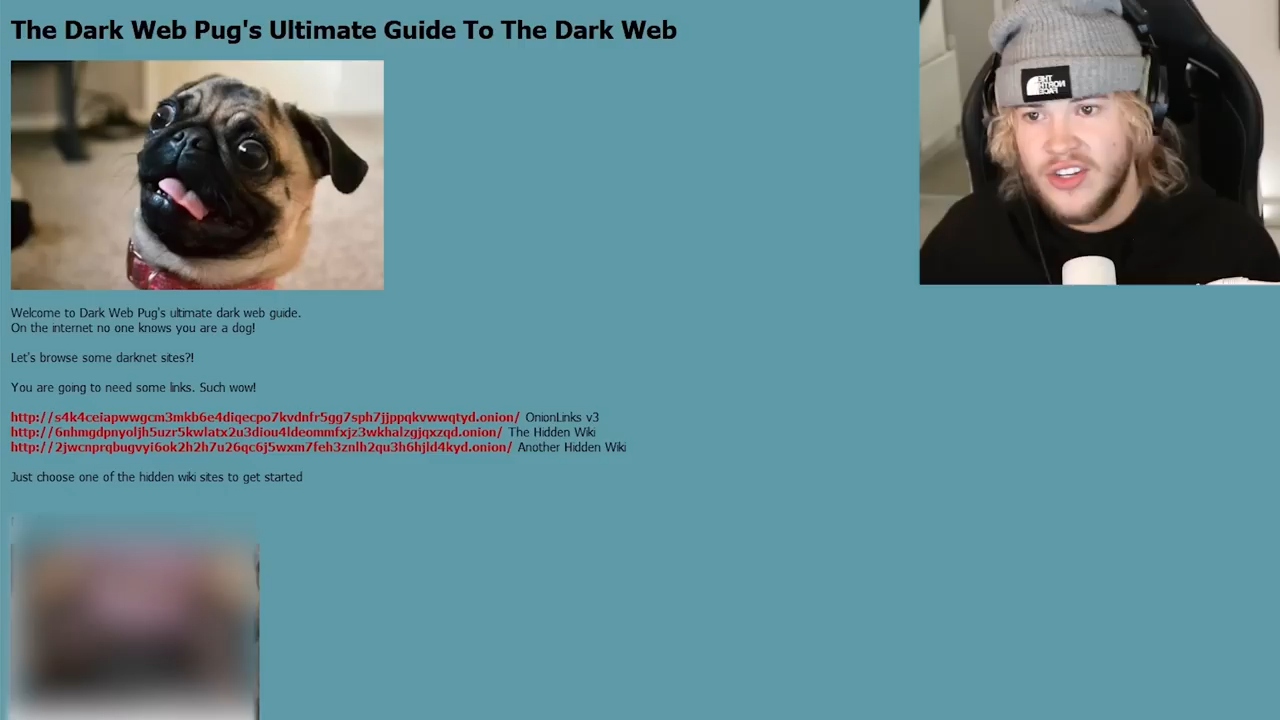 The Dark Web Pug's Ultimate Guide To The Dark Web
THE
NORTH
FACE
Welcome to Dark Web Pug's ultimate dark web guide.
On the internet no one knows you are a dog!
Let's browse some darknet sites?!
You are going to need some links. Such wow!
http://s4k4ceiapwwgcm3mkb6e4diqecpo7kvdnfr5gg7sph7jjppqkvwwqtyd.onion/ OnionLinks v3
http://6nhmgdpnyoljh5uzr5kwlatx2u3diou4ldeommfxjz3wkhalzgjqxzqd.onion/ The Hidden Wiki
http://2jwcnprqbugvyi6ok2h2h7u26qc6j5wxm7feh3znlh2qu3h6hjld4kyd.onion/ Another Hidden Wiki
Just choose one of the hidden wiki sites to get started